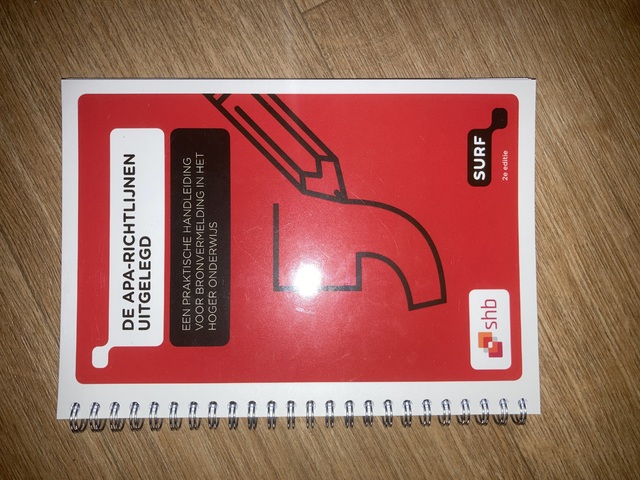 DE APA-RICHTLIJNEN
UITGELEGD
EEN PRAKTISCHE HANDLEIDING
VOOR BRONVERMELDING IN HET
HOGER ONDERWIJS
SURF
2e editie
shb